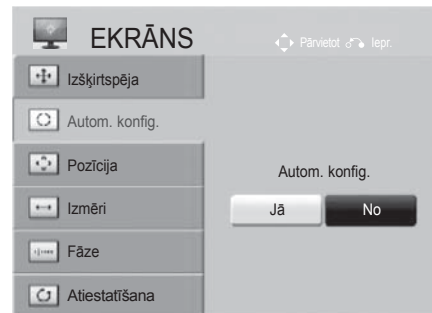 EKRĀNS
Pārvietot Iepr.
Izšķirtspēja
Autom. konfig.
Pozīcija
Izmēri
Fāze
Atiestatīšana
Autom. konfig.
Jā No